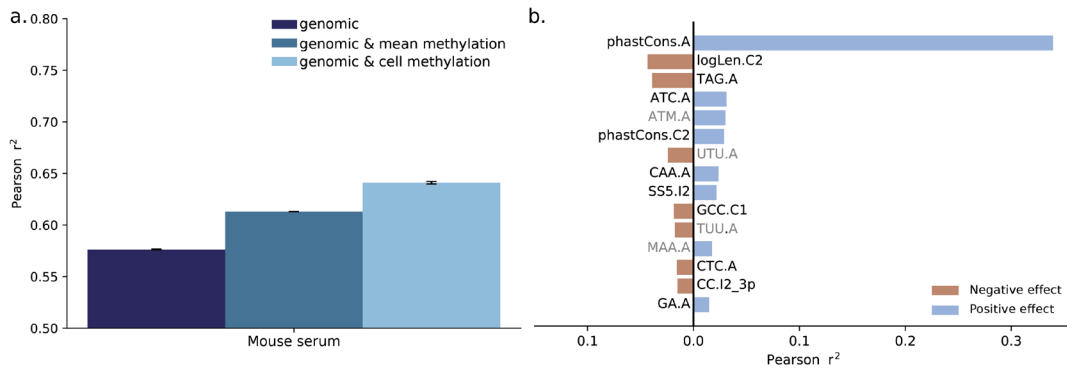 a.
0.80
0.75
0.70
0.65
0.60
0.55
0.50
Pearson r²
genomic
genomic & mean methylation
genomic & cell methylation
Mouse serum
b.
phastCons.A
logLen.C2
TAG.A
ATC.A
ATM.A
phastCons.C2
UTU.A
CAA.A
SS5.I2
GCC.C1
TUU.A
MAA.A
CTC.A
CC.I2_3p
GA.A
Negative effect
Positive effect
0.1 0.0 0.1 0.2 0.3
Pearson r²